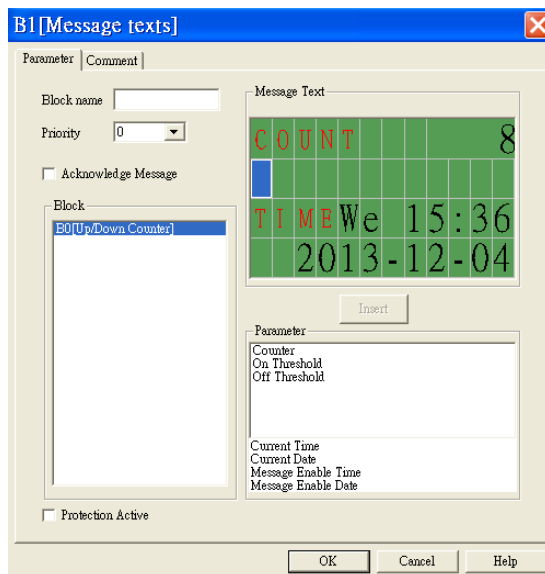 B1[Message texts]
Parameter
Comment
Block name
Priority
0
Acknowledge Message
Block
B0[Up/Down Counter]
Protection Active
Message Text
COUNT 8
TIME We 15:36
2013-12-04
Insert
Parameter
Counter
On Threshold
Off Threshold
Current Time
Current Date
Message Enable Time
Message Enable Date
OK
Cancel
Help